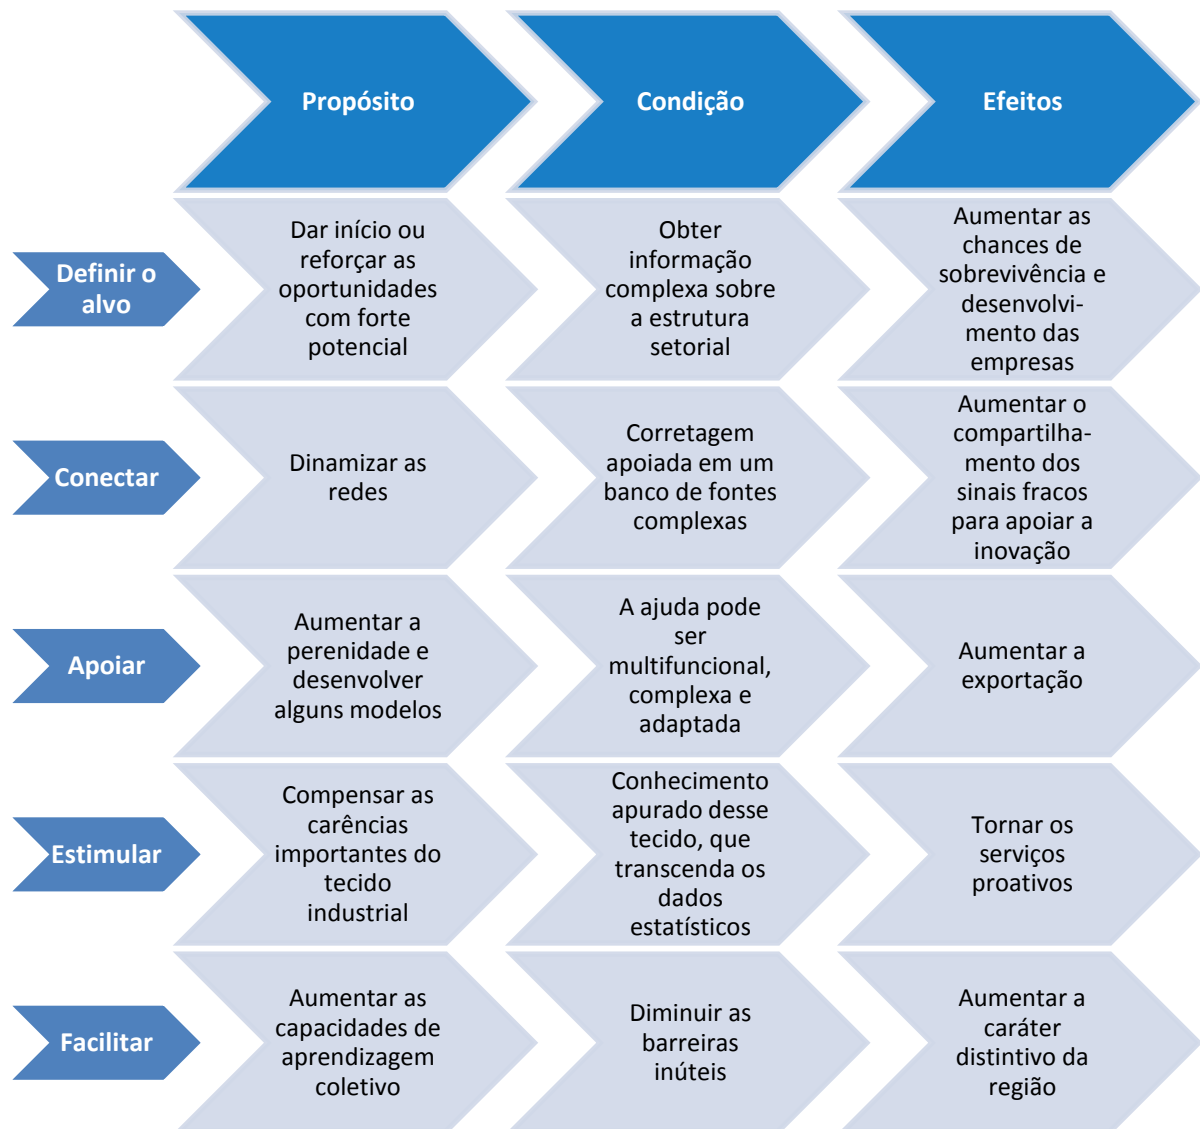 Propósito
Condição
Efeitos
Definir o
alvo
Dar início ou
reforçar as
oportunidades
com forte
potencial
Obter
informação
complexa sobre
a estrutura
setorial
Aumentar as
chances de
sobrevivência e
desenvolvi-
mento das
empresas
Conectar
Dinamizar as
redes
Corretagem
apoiada em um
banco de fontes
complexas
Aumentar o
compartilha-
mento dos
sinais fracos
para apoiar a
inovação
Apoiar
Aumentar a
perenidade e
desenvolver
alguns modelos
A ajuda pode
ser
multifuncional,
complexa e
adaptada
Aumentar a
exportação
Estimular
Compensar as
carências
importantes do
tecido
industrial
Conhecimento
apurado desse
tecido, que
transcenda os
dados
estatísticos
Tornar os
serviços
proativos
Facilitar
Aumentar as
capacidades de
aprendizagem
coletivo
Diminuir as
barreiras
inúteis
Aumentar a
caráter
distintivo da
região